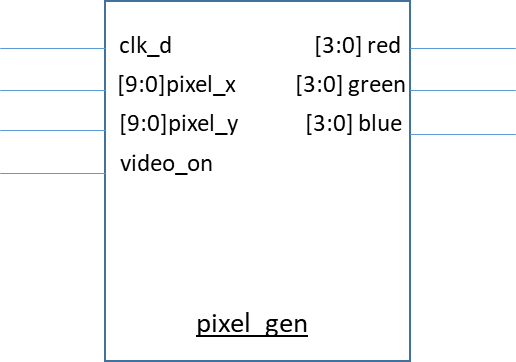 clk_d [3:0] red
[9:0]pixel_x [3:0] green
[9:0]pixel_y [3:0] blue
video_on
pixel_gen